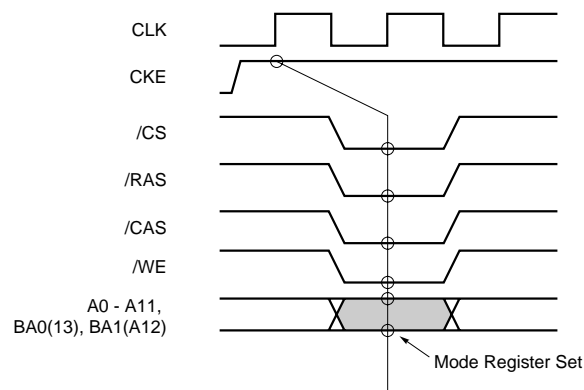 CLK
CKE
/CS
/RAS
/CAS
/WE
A0 - A11,
BA0(13), BA1(A12)
Mode Register Set